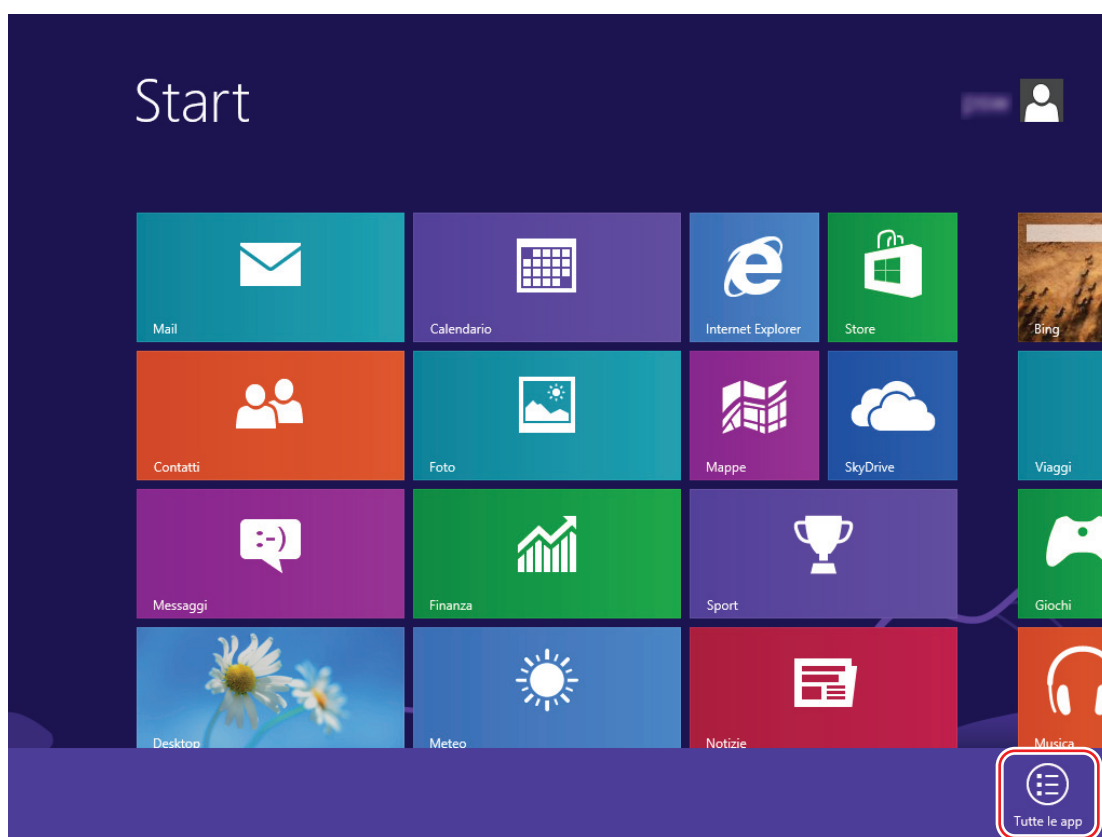 Start
Mail
Calendario
Internet Explorer
Store
Bing
Contatti
Foto
Mappe
SkyDrive
Viaggi
:-)
Messaggi
Finanza
Sport
Giochi
Desktop
Meteo
Notizie
Musica
Tutte le app